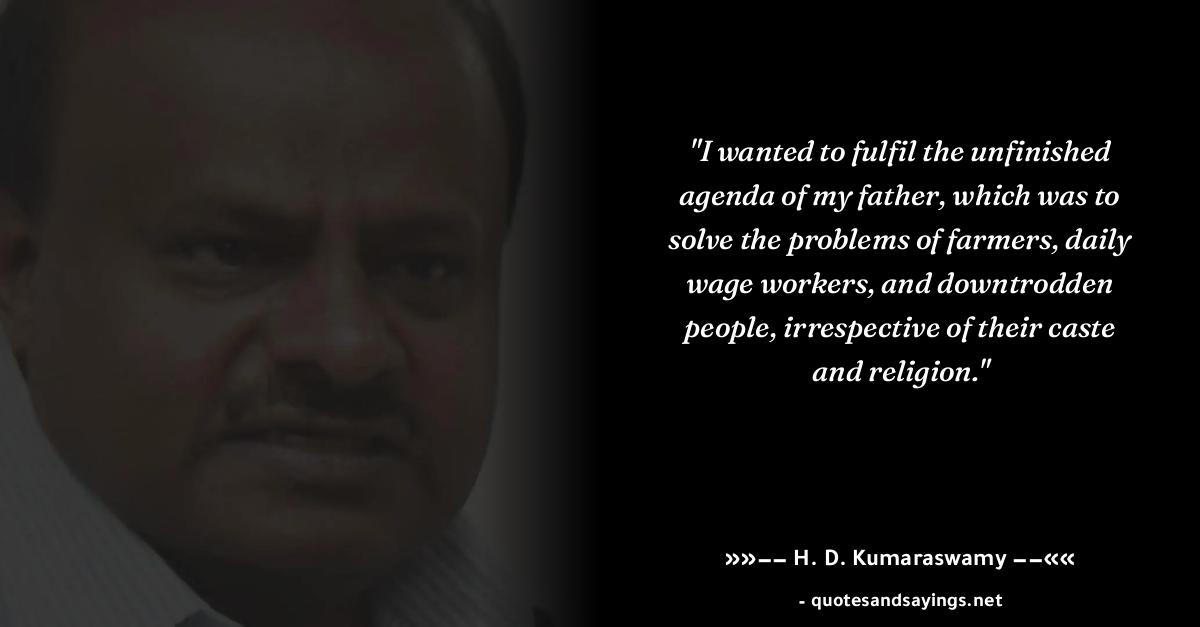 "I wanted to fulfil the unfinished
agenda of my father, which was to
solve the problems of farmers, daily
wage workers, and downtrodden
people, irrespective of their caste
and religion."
»»−− H. D. Kumaraswamy −−««
- quotesandsayings.net